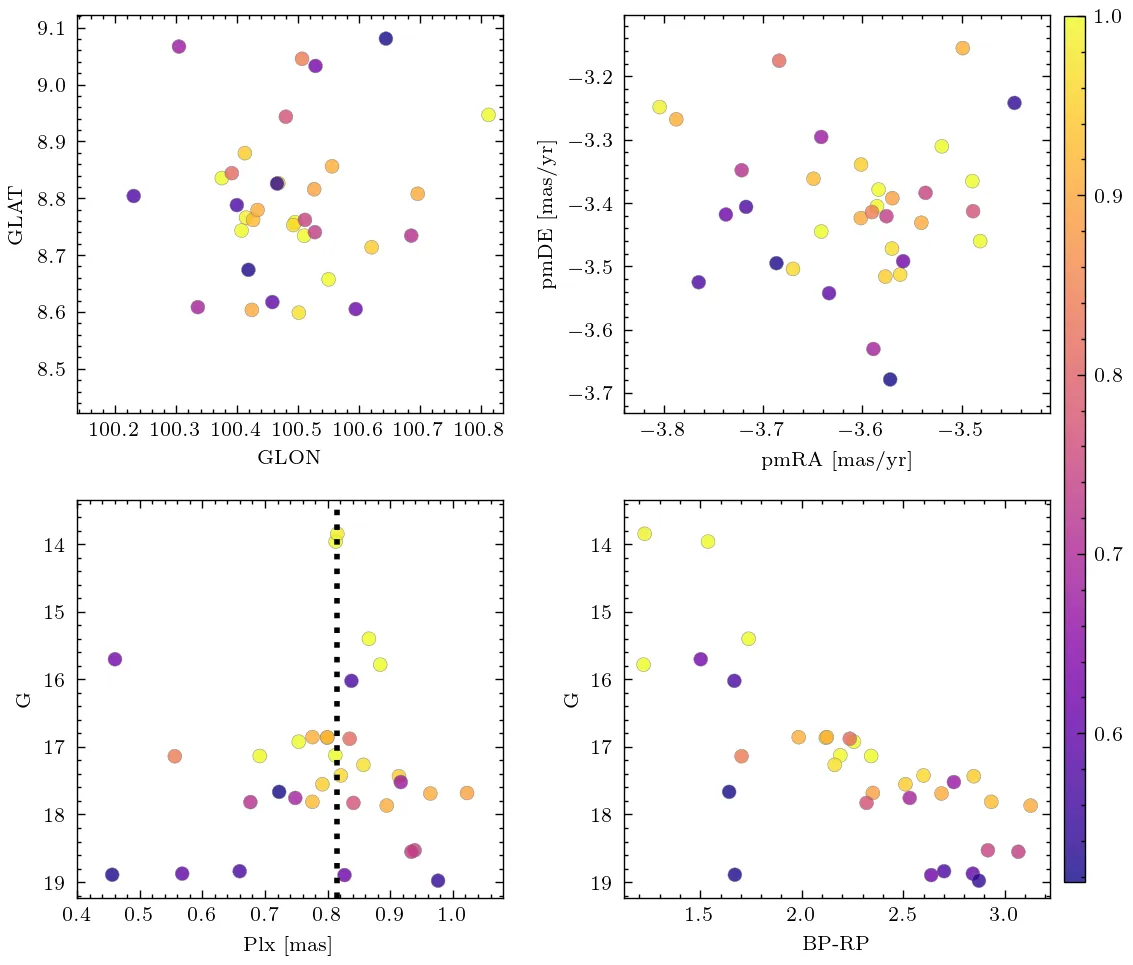 9.1
9.0
8.9
8.8
8.7
8.6
8.5
GLAT
100.2 100.3 100.4 100.5 100.6 100.7 100.8
GLON
−3.2
−3.3
−3.4
−3.5
−3.6
−3.7
pmDE [mas/yr]
−3.8 −3.7 −3.6 −3.5
pmRA [mas/yr]
1.0
0.9
0.8
0.7
0.6
14
15
16
17
18
19
G
0.4 0.5 0.6 0.7 0.8 0.9 1.0
Plx [mas]
14
15
16
17
18
19
G
1.5 2.0 2.5 3.0
BP-RP